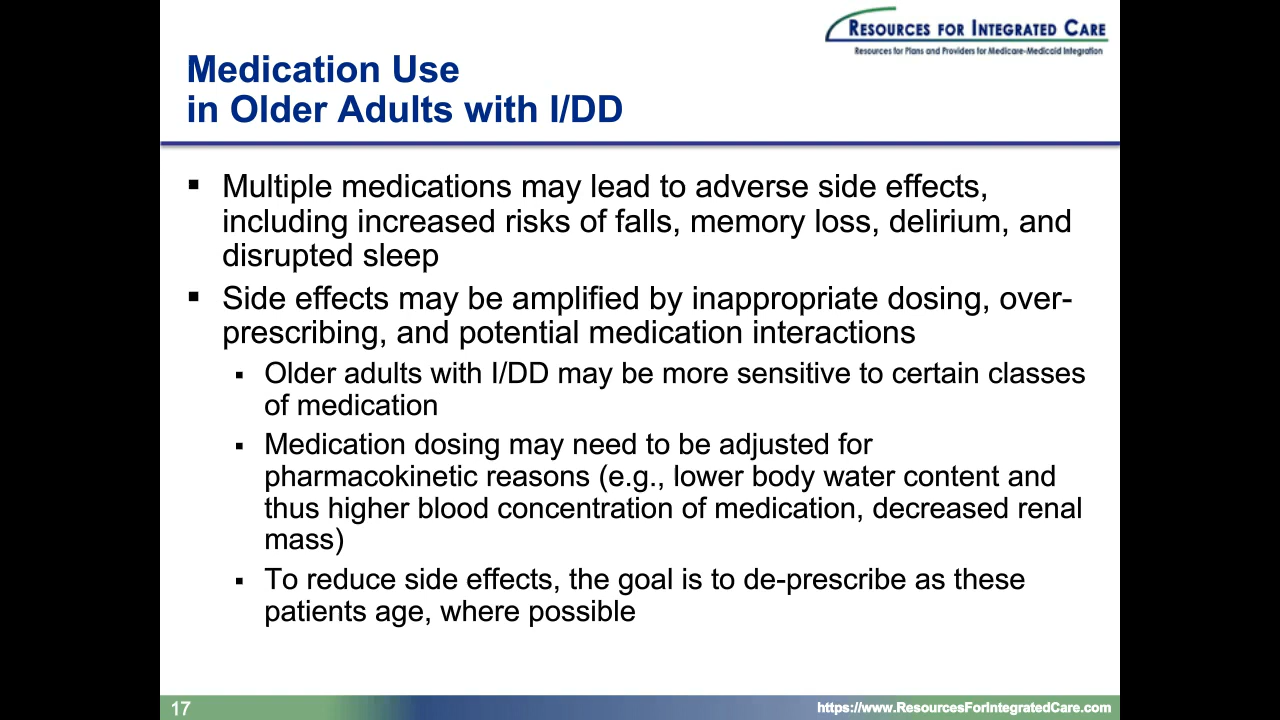 RESOURCES FOR INTEGRATED CARE
Resources for Plans and Providers for Medicare-Medicaid Integration
Medication Use
in Older Adults with I/DD
▪ Multiple medications may lead to adverse side effects,
including increased risks of falls, memory loss, delirium, and
disrupted sleep
▪ Side effects may be amplified by inappropriate dosing, over-
prescribing, and potential medication interactions
▪ Older adults with I/DD may be more sensitive to certain classes
of medication
▪ Medication dosing may need to be adjusted for
pharmacokinetic reasons (e.g., lower body water content and
thus higher blood concentration of medication, decreased renal
mass)
▪ To reduce side effects, the goal is to de-prescribe as these
patients age, where possible
17
https://www.ResourcesForIntegratedCare.com